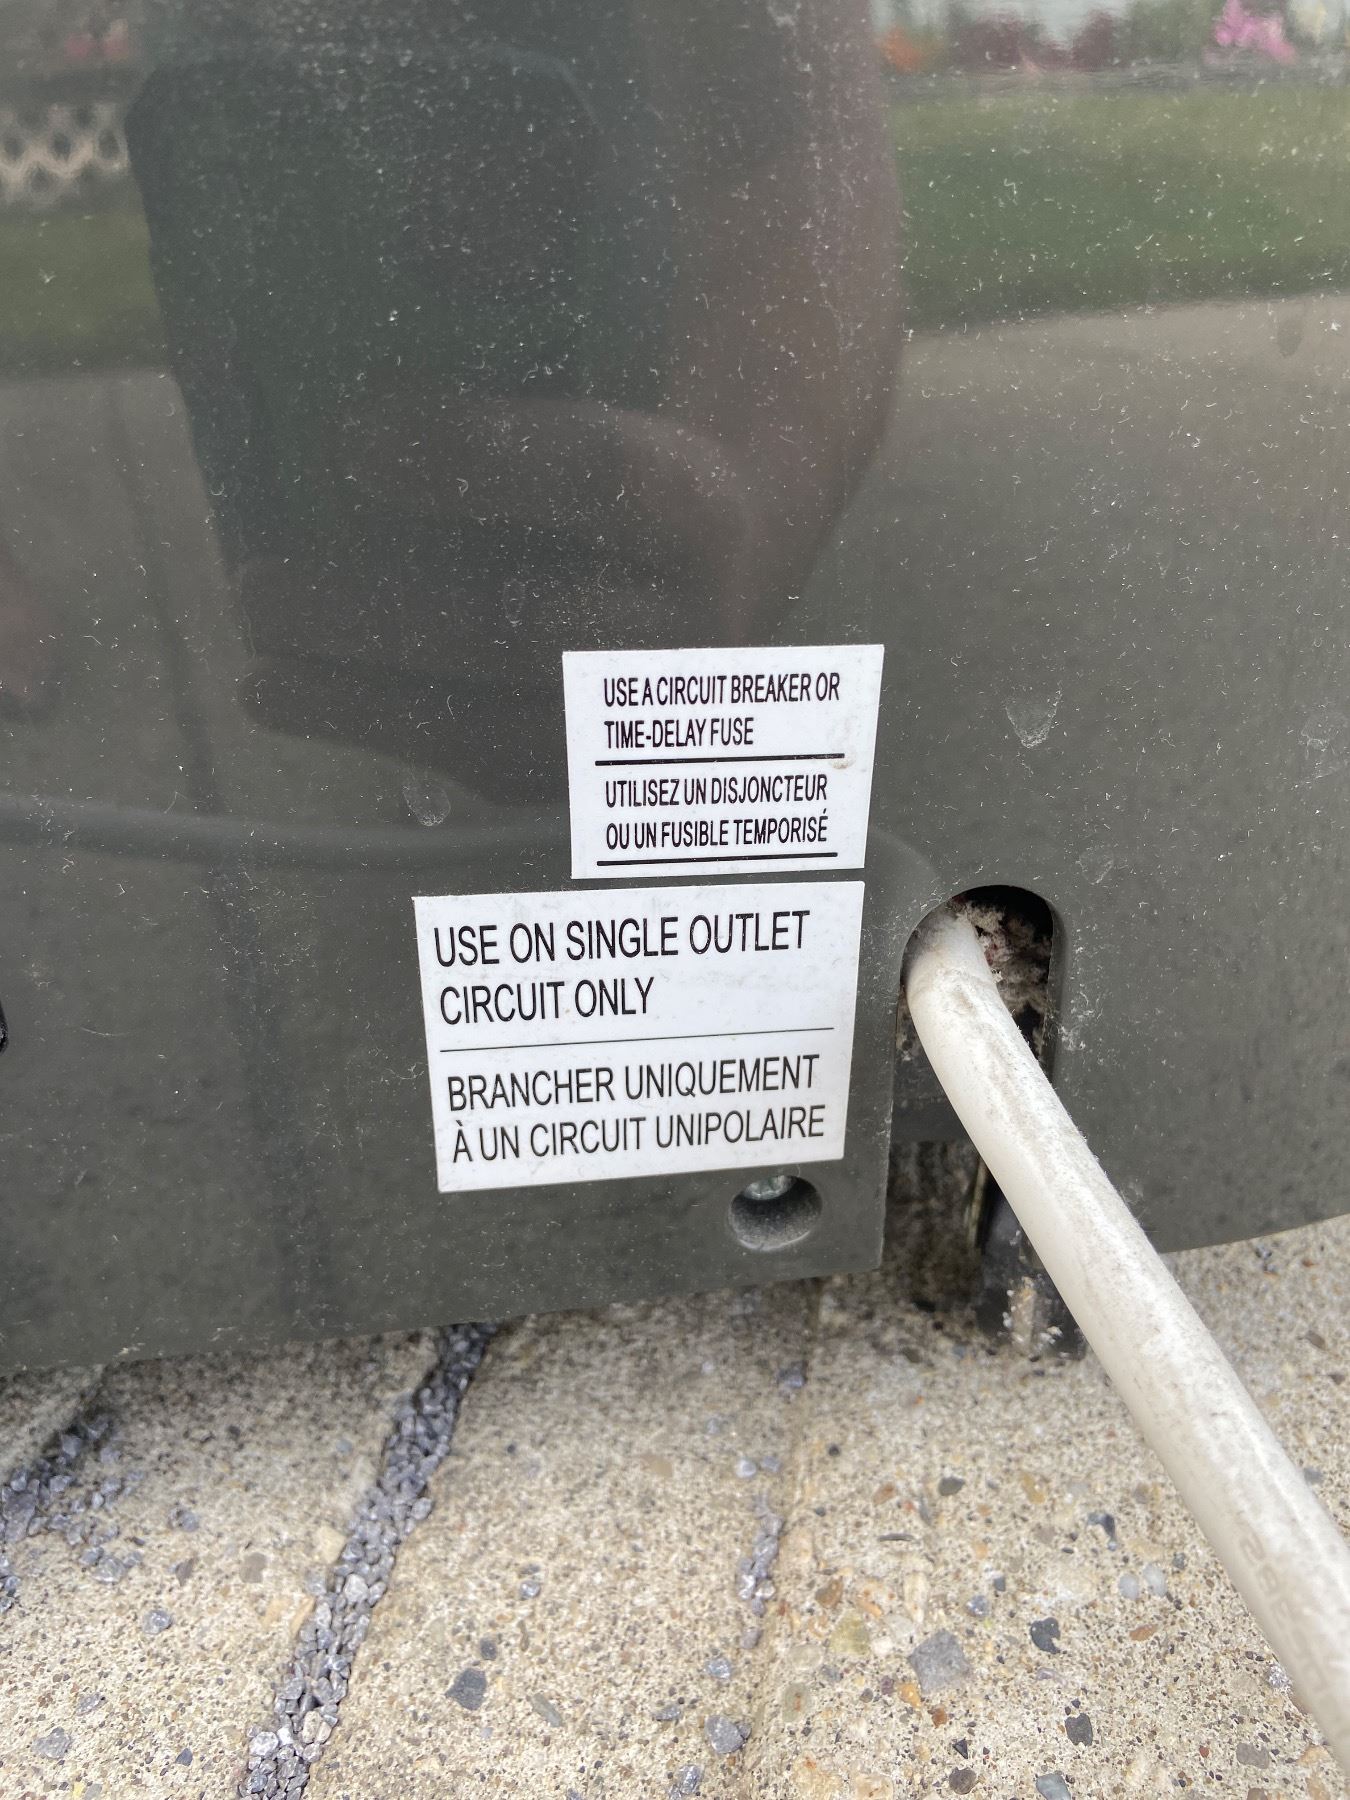 USE A CIRCUIT BREAKER OR
TIME-DELAY FUSE
UTILISEZ UN DISJONCTEUR
OU UN FUSIBLE TEMPORISÉ
USE ON SINGLE OUTLET
CIRCUIT ONLY
BRANCHER UNIQUEMENT
À UN CIRCUIT UNIPOLAIRE